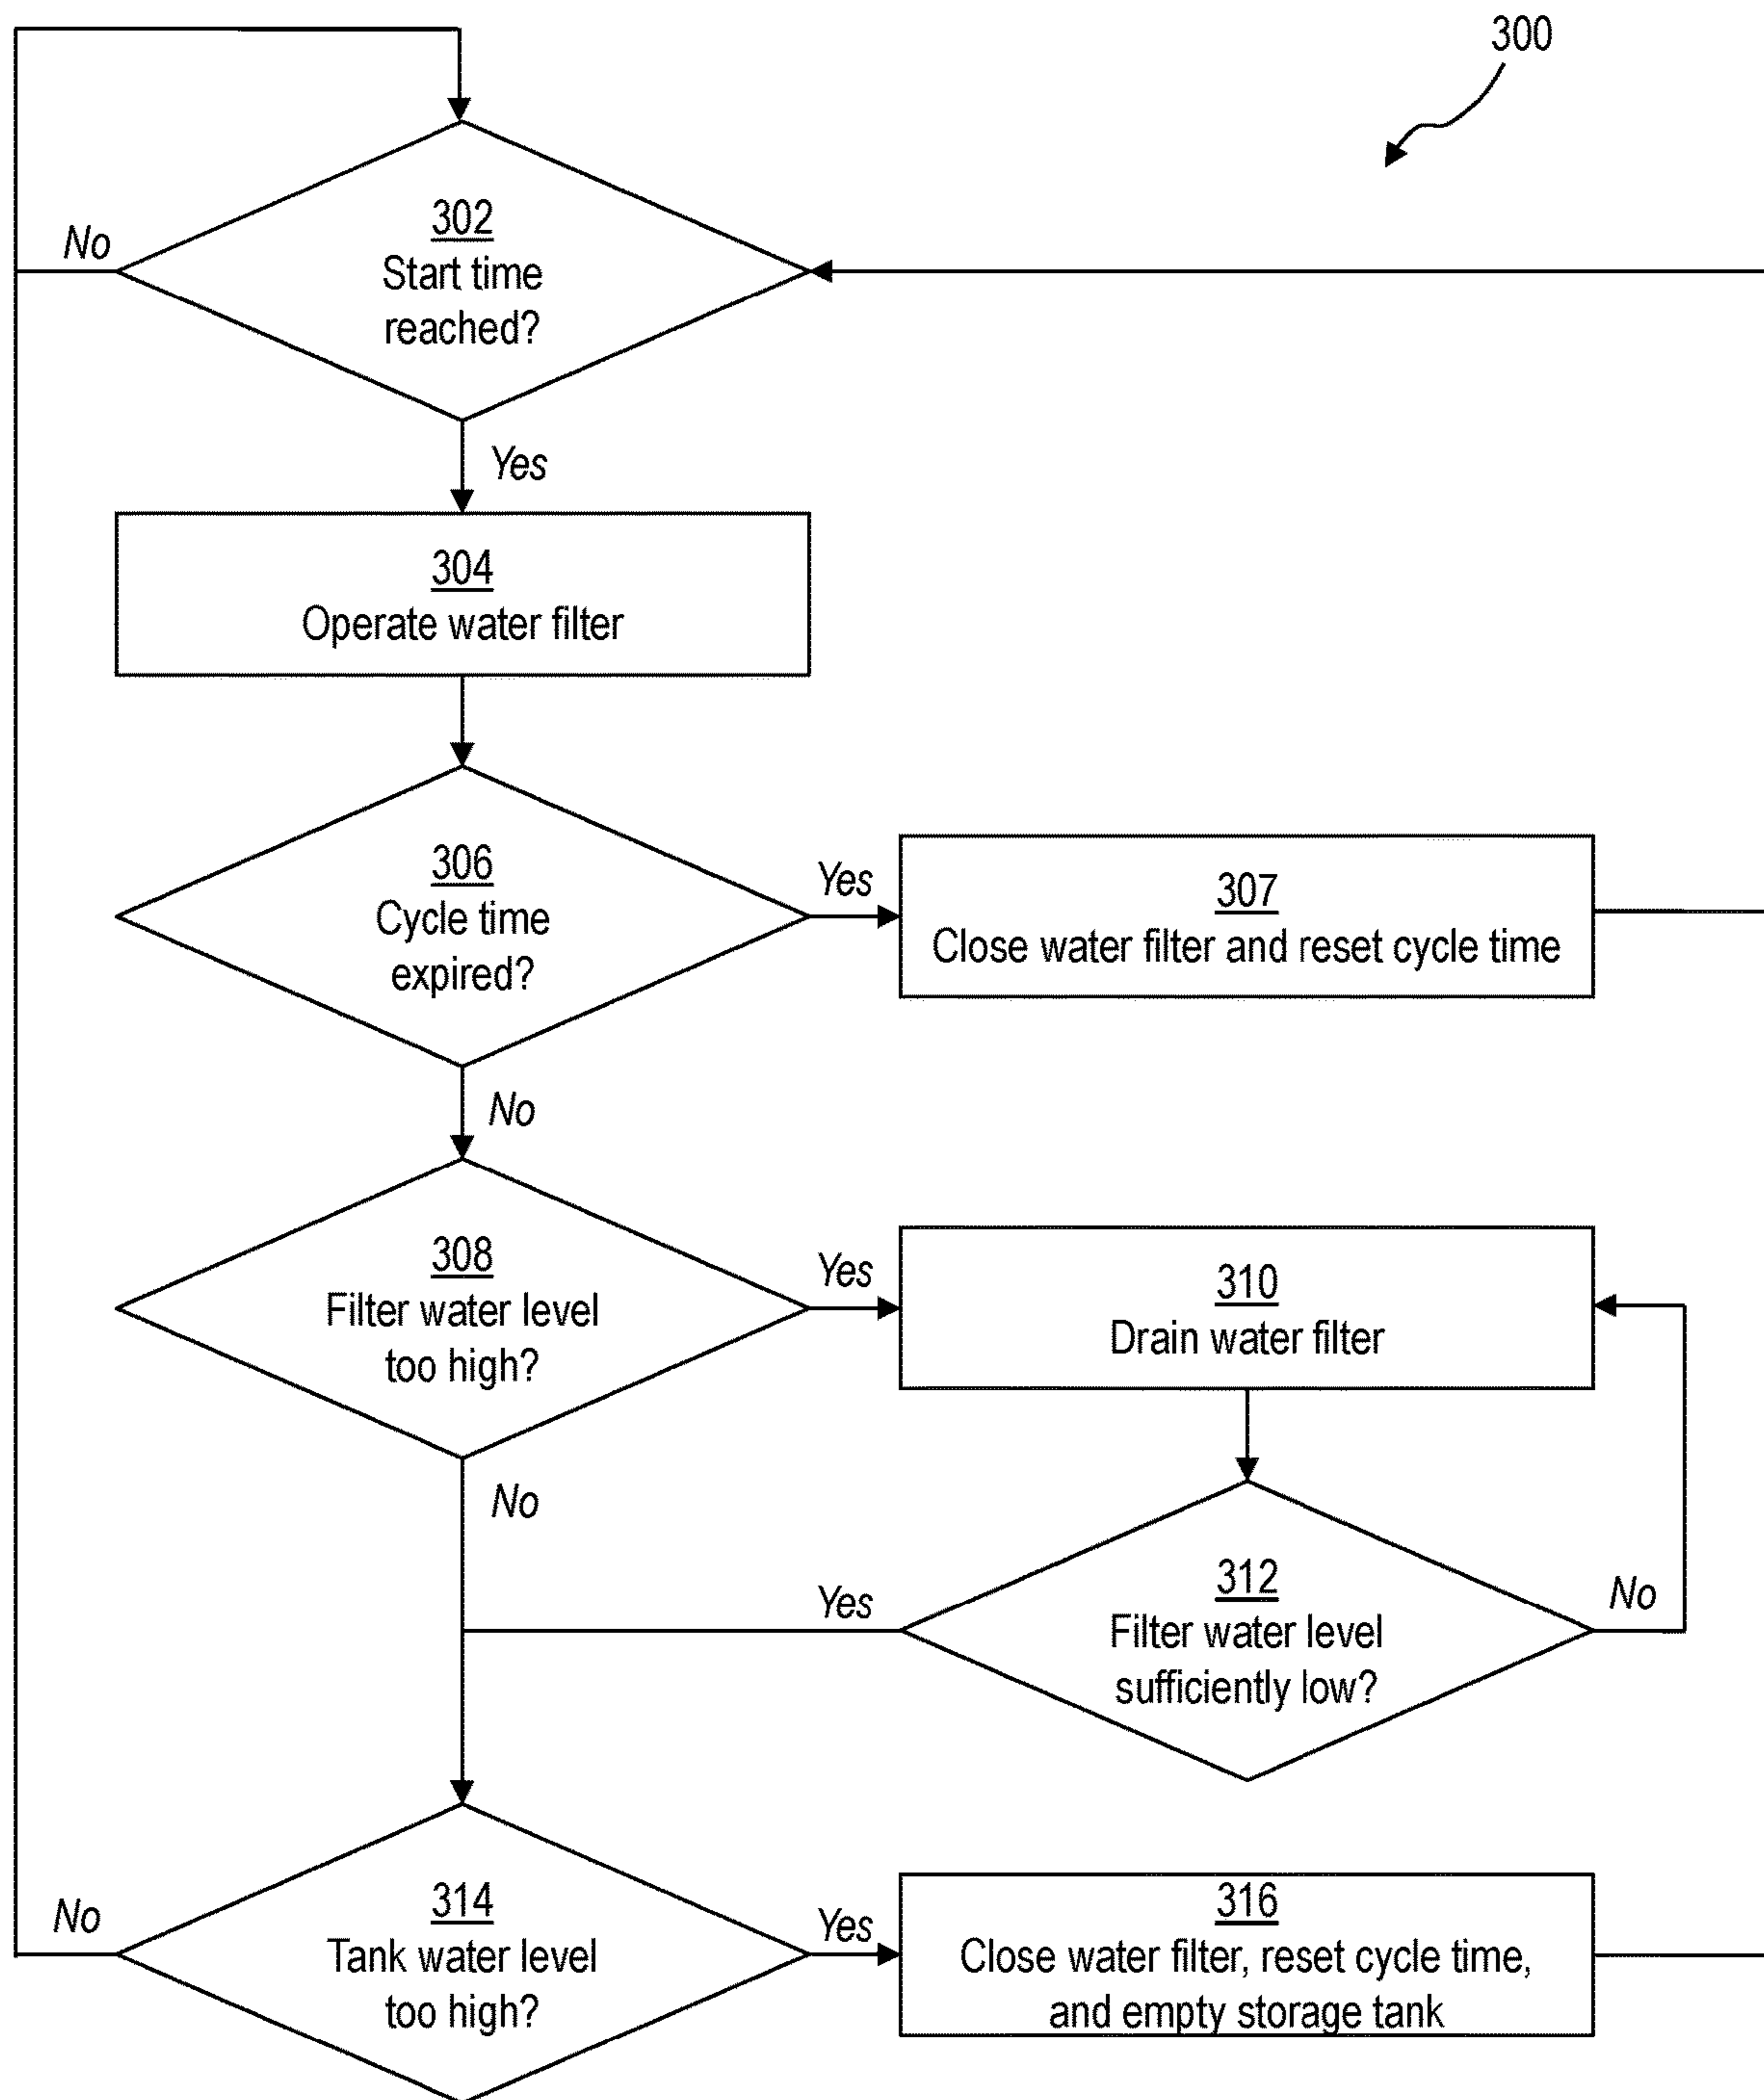 300
302
Start time
reached?
No
Yes
304
Operate water filter
306
Cycle time
expired?
Yes
307
Close water filter and reset cycle time
No
308
Filter water level
too high?
Yes
310
Drain water filter
No
312
Filter water level
sufficiently low?
Yes
No
314
Tank water level
too high?
No
Yes
316
Close water filter, reset cycle time,
and empty storage tank